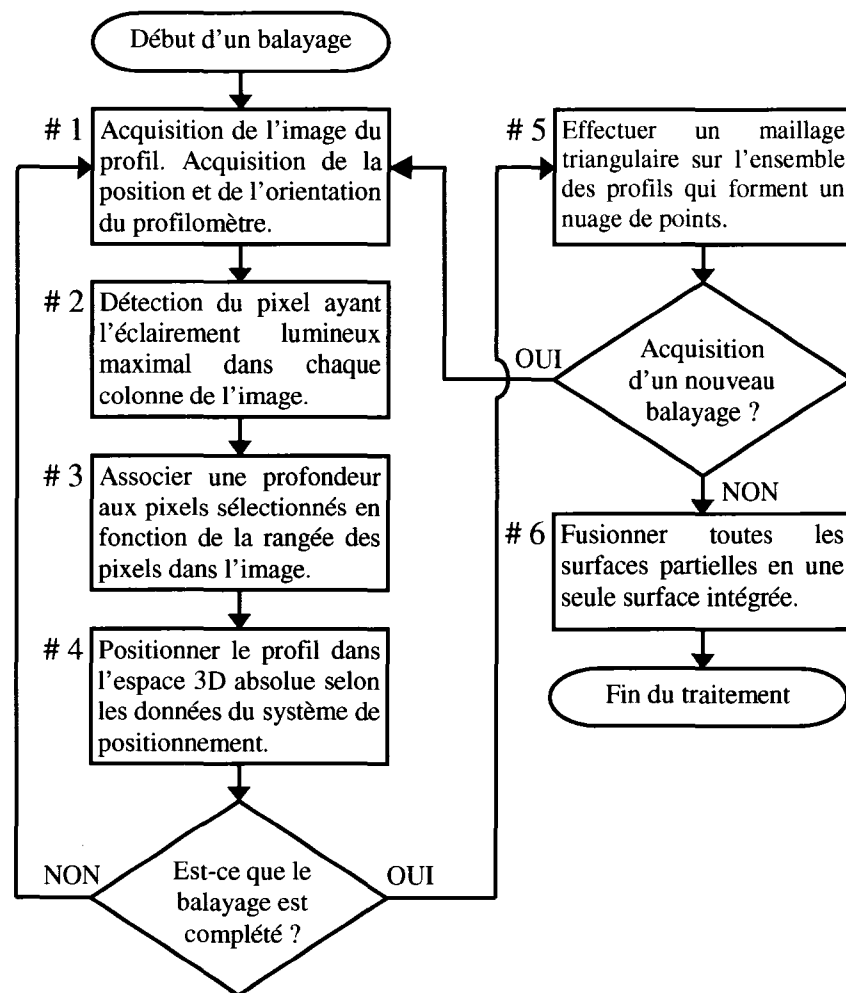 Début d'un balayage
# 1
Acquisition de l'image du
profil. Acquisition de la
position et de l'orientation
du profilomètre.
# 2
Détection du pixel ayant
l'éclairement lumineux
maximal dans chaque
colonne de l'image.
# 3
Associer une profondeur
aux pixels sélectionnés en
fonction de la rangée des
pixels dans l'image.
# 4
Positionner le profil dans
l'espace 3D absolue selon
les données du système de
positionnement.
NON
Est-ce que le
balayage est
complété ?
OUI
# 5
Effectuer un maillage
triangulaire sur l'ensemble
des profils qui forment un
nuage de points.
OUI
Acquisition
d'un nouveau
balayage ?
NON
# 6
Fusionner toutes les
surfaces partielles en une
seule surface intégrée.
Fin du traitement